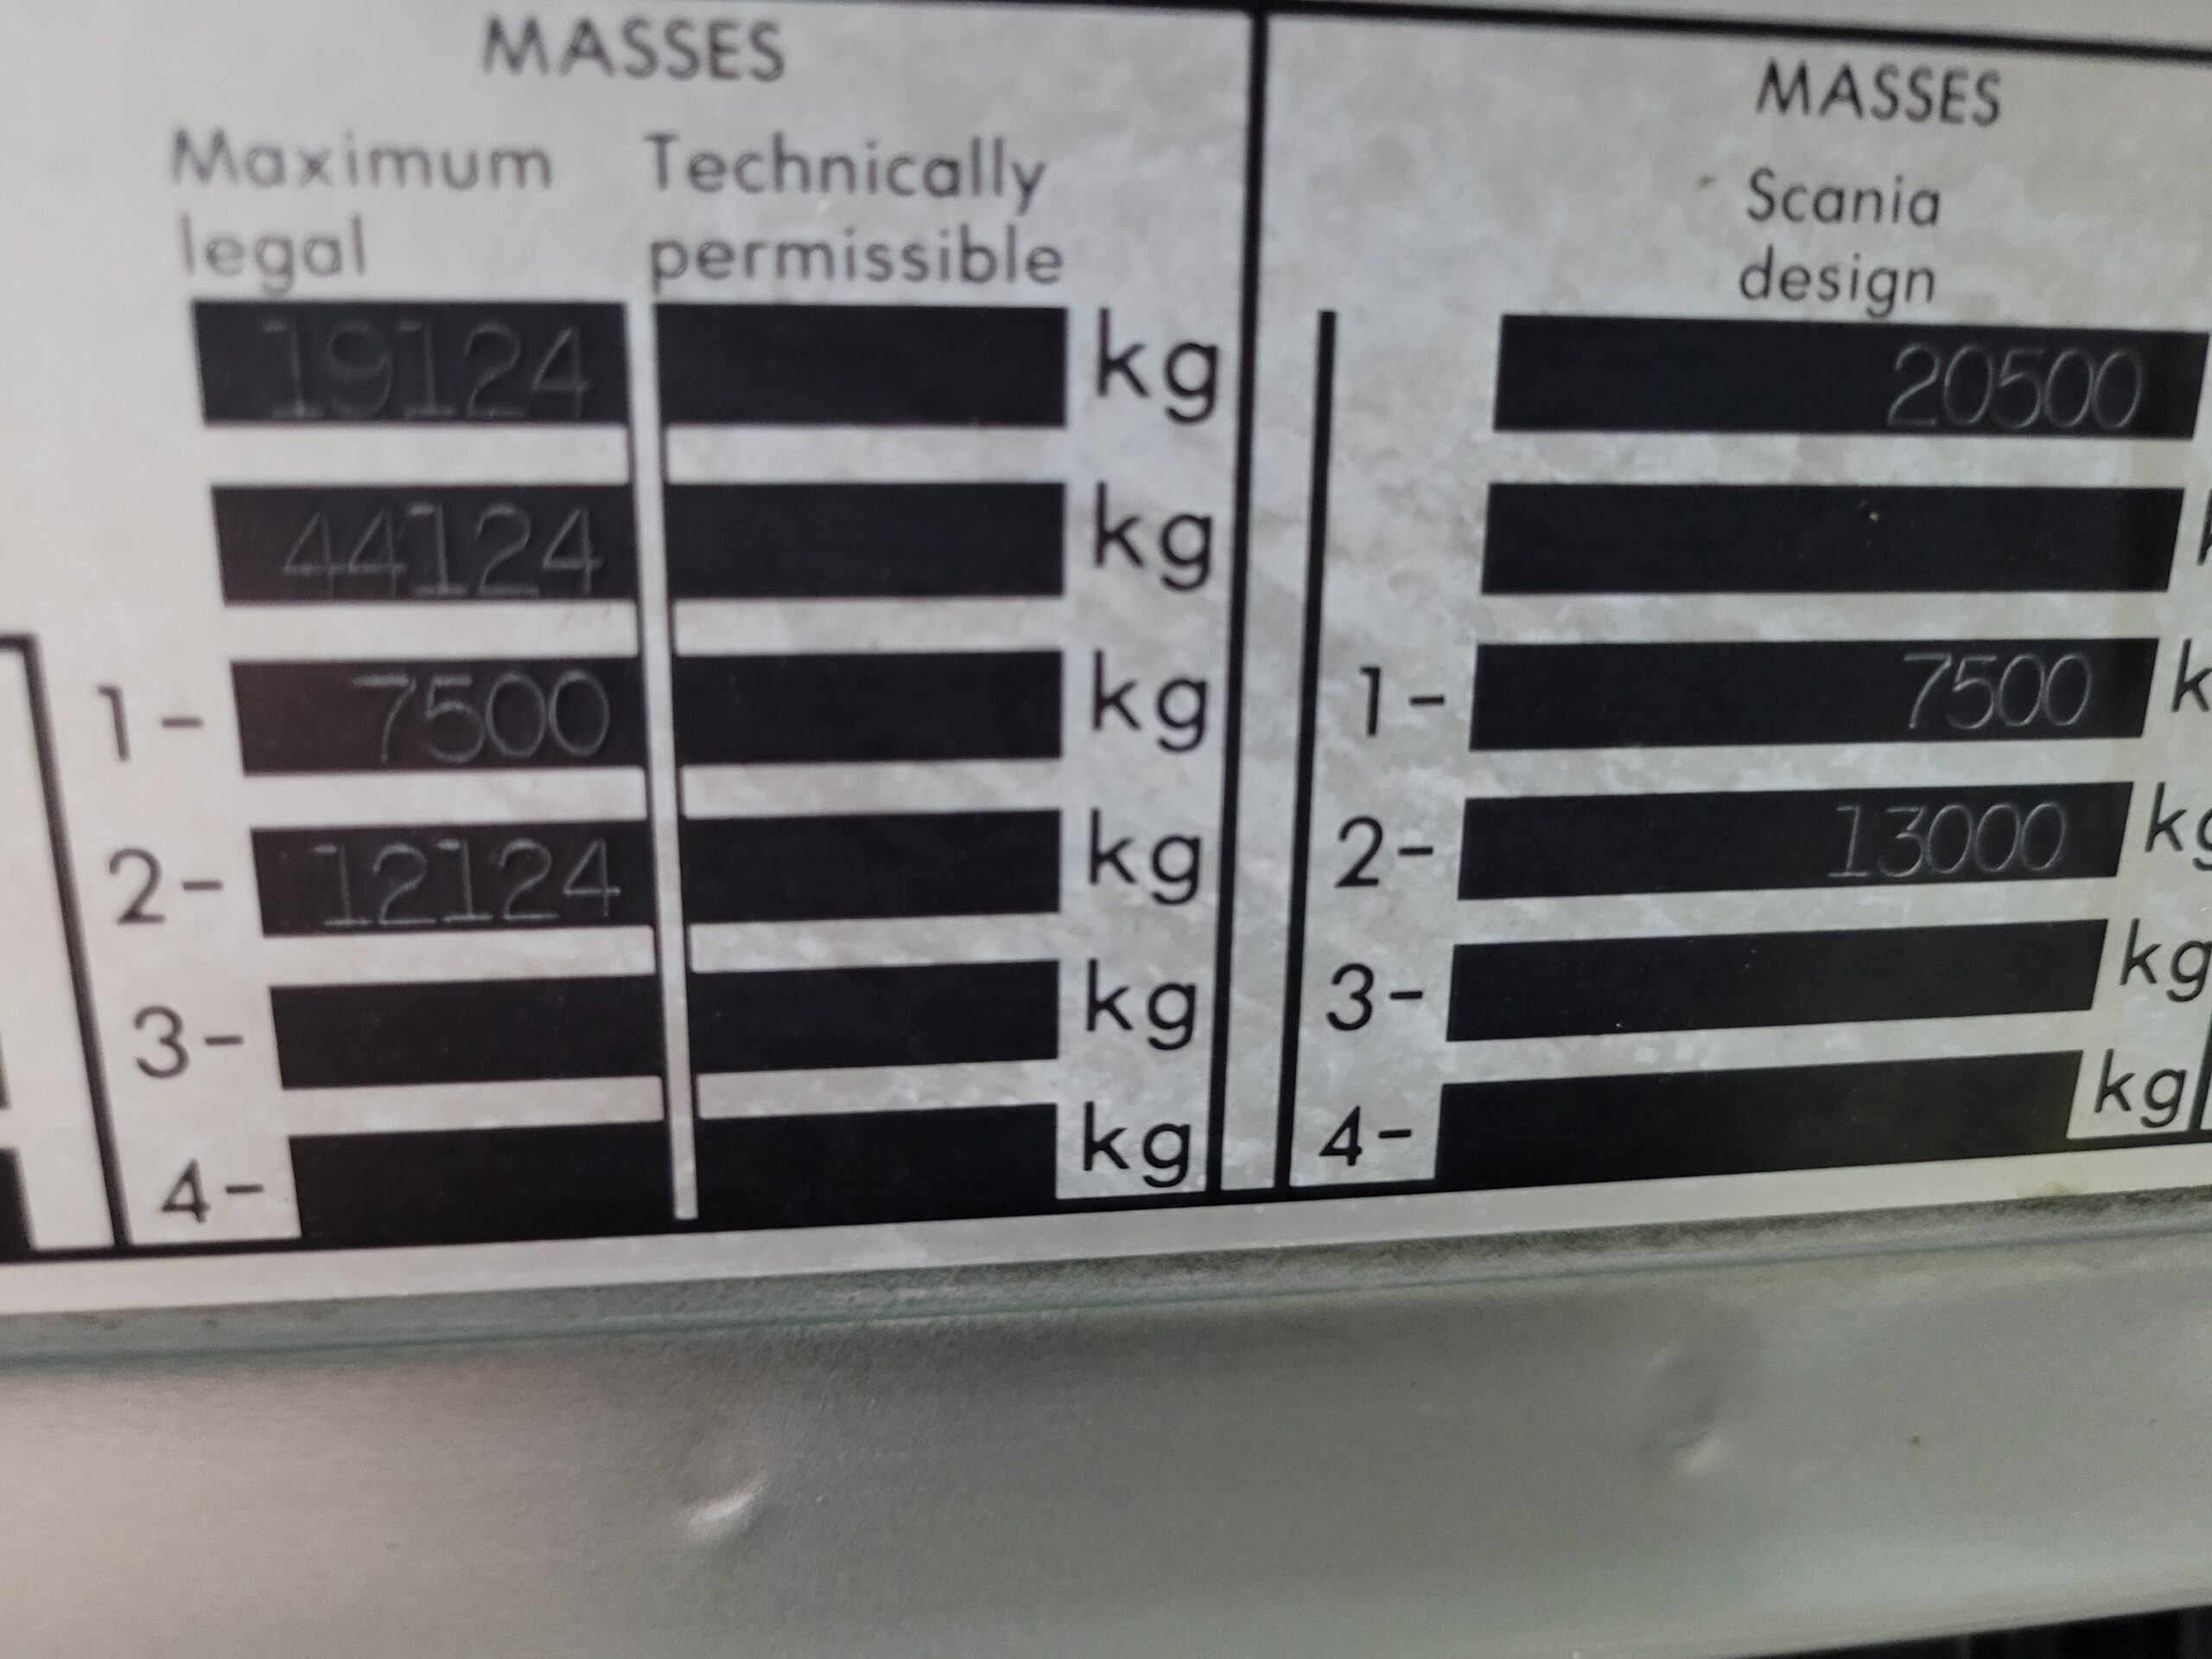 MASSES
Maximum legal Technically permissible
19124 kg
44124 kg
1- 7500 kg
2- 12124 kg
3- kg
4- kg
MASSES
Scania
design
20500
1- 7500 k
2- 13000 kg
3- kg
4- kg